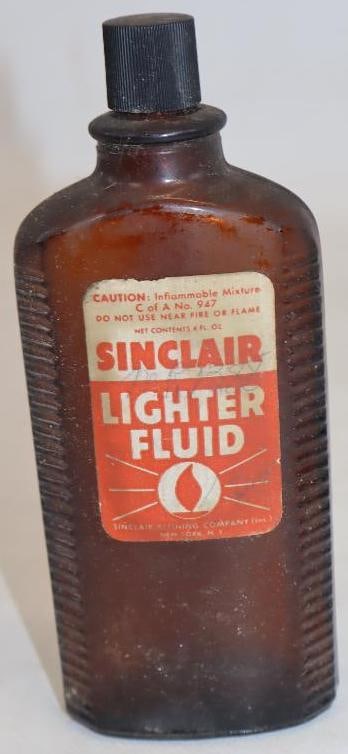 CAUTION: Inflammable Mixture
C of A No. 947
DO NOT USE NEAR FIRE OR FLAME
NET CONTENTS 4 FL. OZ.
SINCLAIR
LIGHTER
FLUID
SINCLAIR REFINING COMPANY (Inc.)
NEW YORK, N. Y.